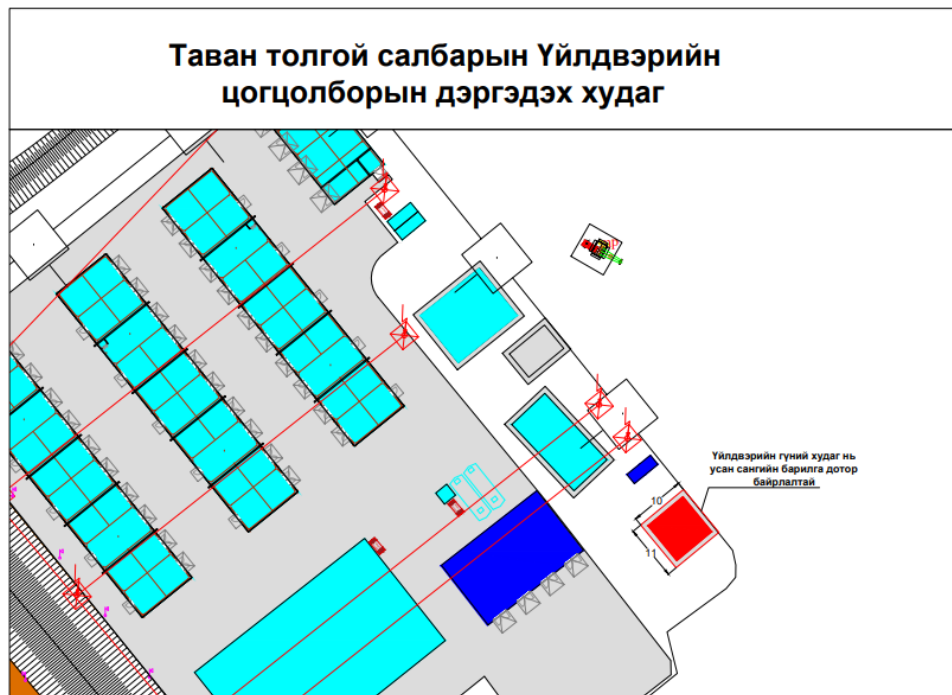 Таван толгой салбарын Үйлдвэрийн
цогцолборын дэргэдэх худаг
Үйлдвэрийн гүний худаг нь
усан сангийн барилга дотор
байрлалтай
10
11